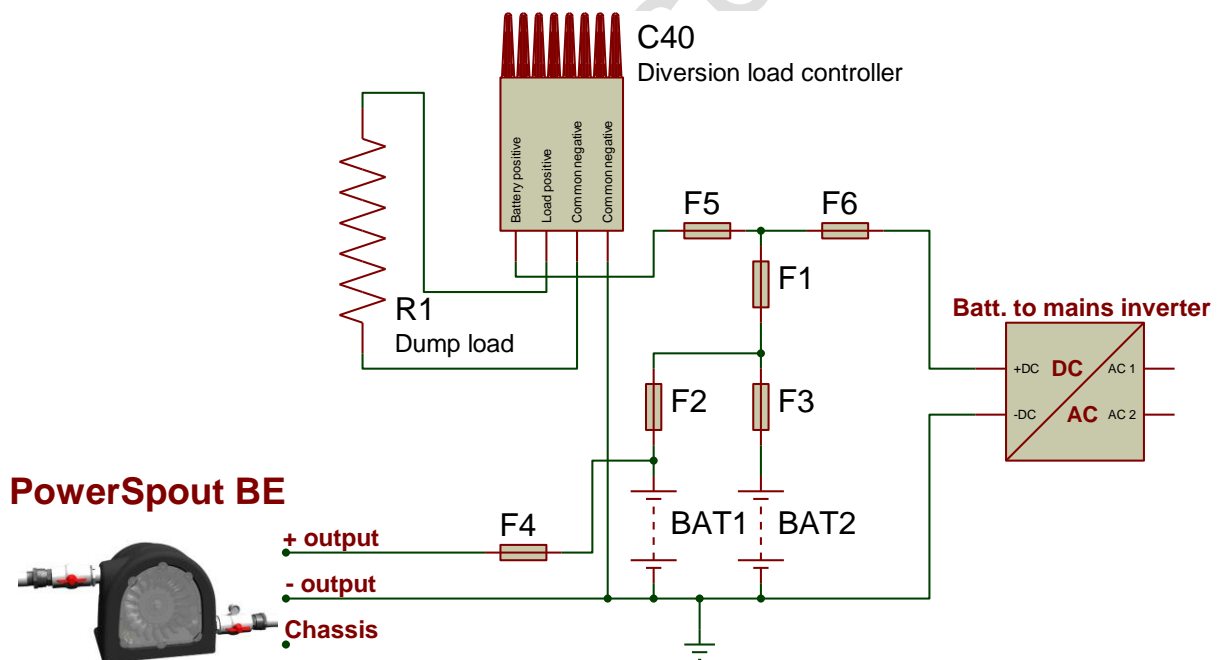 C40
Diversion load controller
Battery positive
Load positive
Common negative
Common negative
F5
F6
F1
R1
Dump load
Batt. to mains inverter
+DC
DC
AC 1
-DC
AC
AC 2
F2
F3
PowerSpout BE
BAT1
BAT2
F4
+ output
- output
Chassis